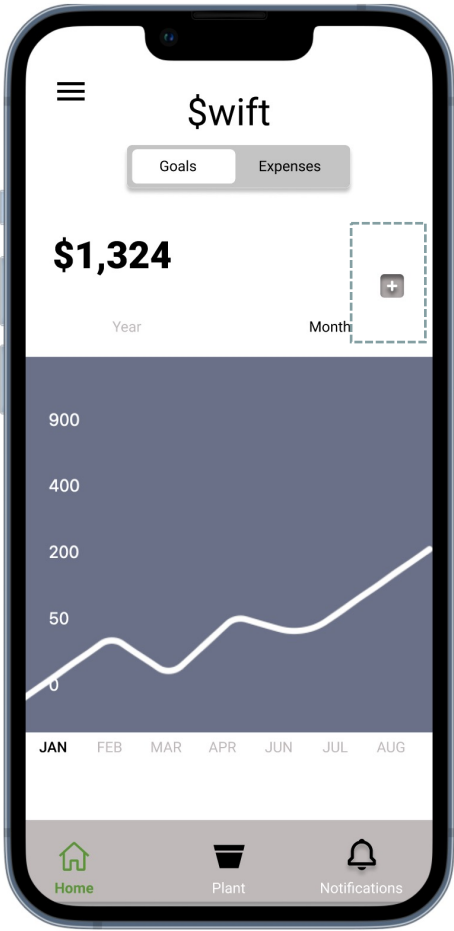 $wift
Goals Expenses
$1,324
Year Month
900
400
200
50
0
JAN FEB MAR APR JUN JUL AUG
Home Plant Notifications